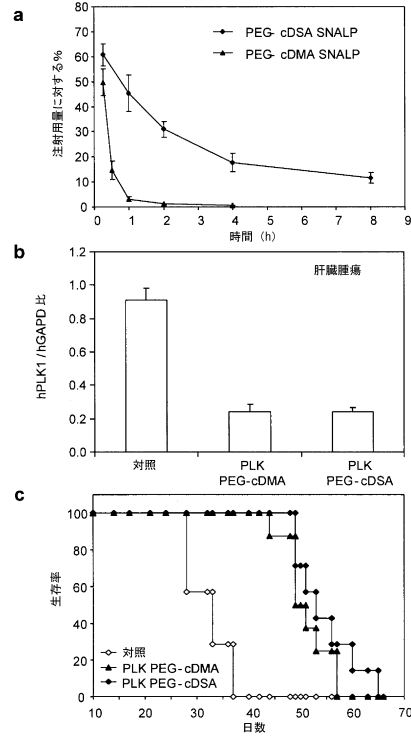 a
80
70
60
50
40
30
20
10
0
注射用量に対する%
PEG- cDSA SNALP
PEG- cDMA SNALP
0 1 2 3 4 5 6 7 8 9
時間 (h)
b
1.2
1.0
0.8
0.6
0.4
0.2
0.0
hPLK1/hGAPD 比
肝臓腫瘍
対照
PLK PEG-cDMA
PLK PEG-cDSA
c
100
80
60
40
20
0
生存率
対照
PLK PEG-cDMA
PLK PEG-cDSA
10 20 30 40 50 60 70
日数